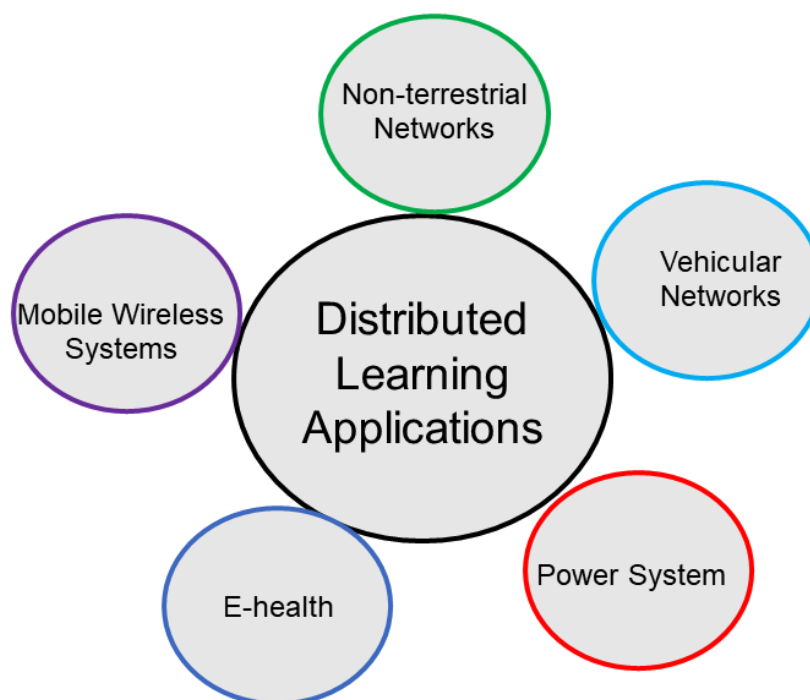 Non-terrestrial
Networks
Vehicular
Networks
Mobile Wireless
Systems
Distributed
Learning
Applications
Power System
E-health